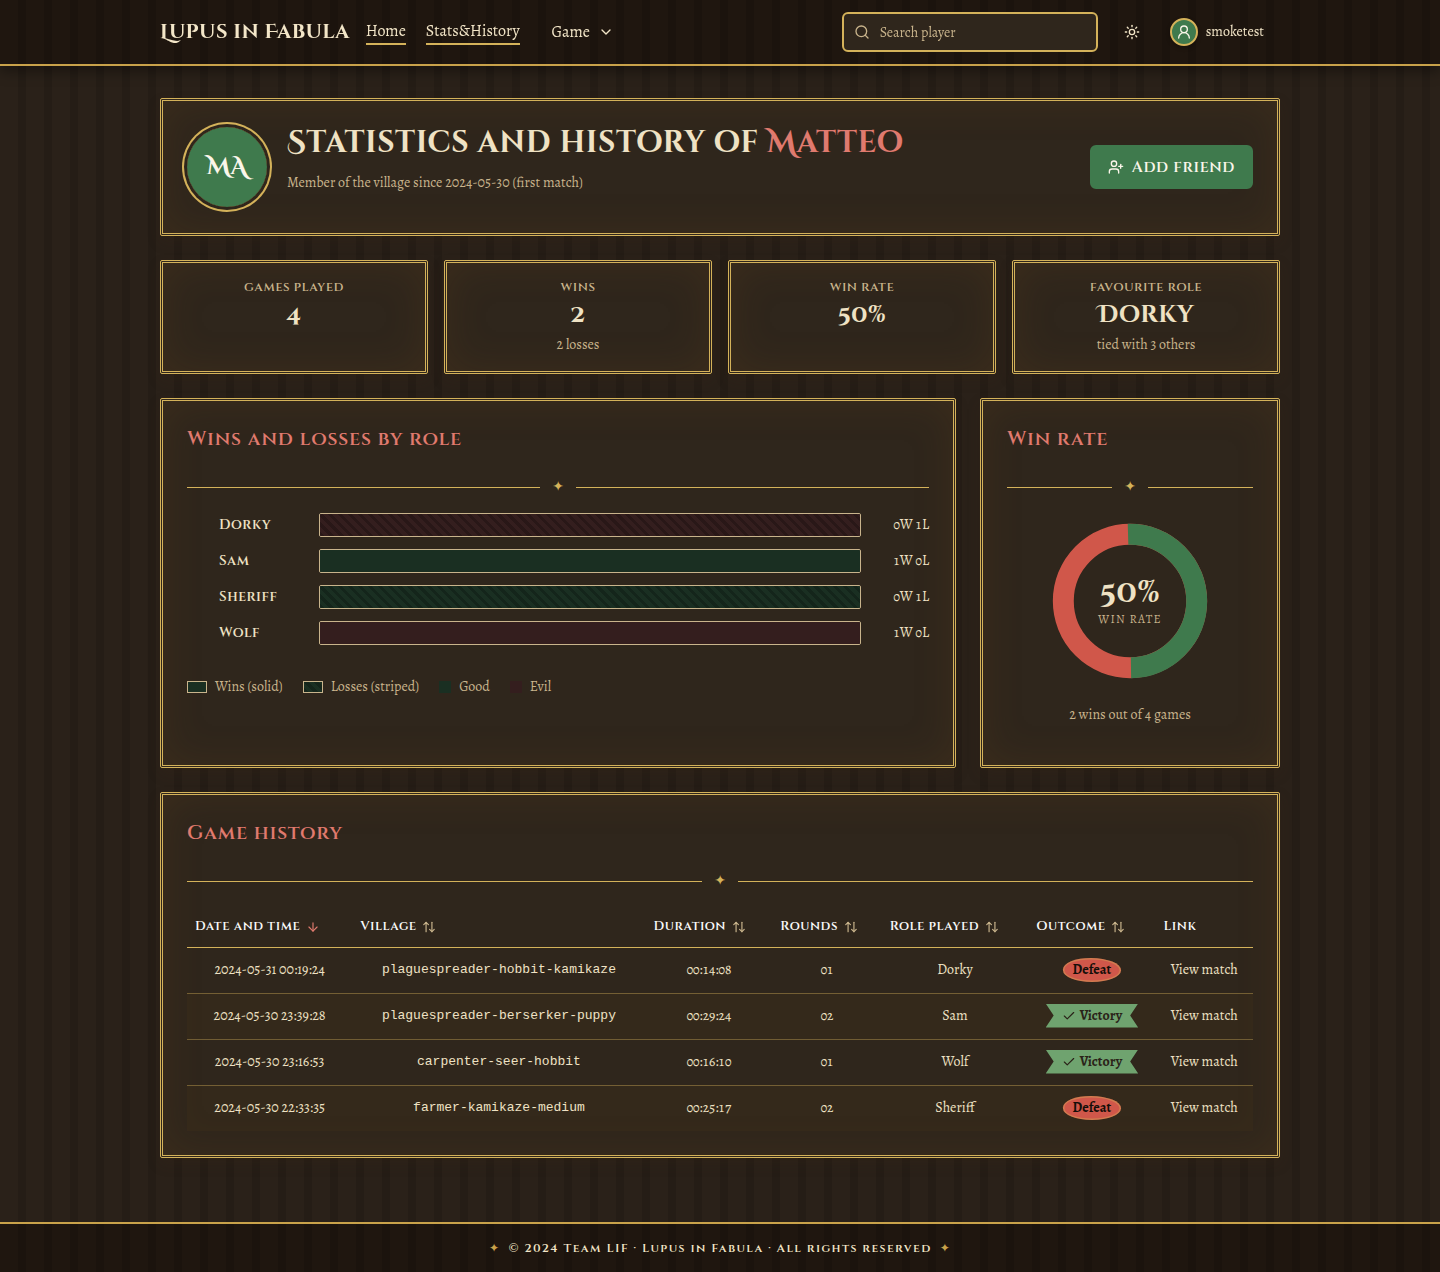 Lupus in Fabula Home Stats&History Game Search player smoketest
MA
Statistics and history of Matteo
Member of the village since 2024-05-30 (first match)
Add friend
Games played
4
Wins
2
2 losses
Win rate
50%
Favourite role
Dorky
tied with 3 others
Wins and losses by role
Dorky 0W 1L
Sam 1W 0L
Sheriff 0W 1L
Wolf 1W 0L
Wins (solid) Losses (striped) Good Evil
Win rate
50%
WIN RATE
2 wins out of 4 games
Game history
Date and time Village Duration Rounds Role played Outcome Link
2024-05-31 00:19:24 plaguespreader-hobbit-kamikaze 00:14:08 01 Dorky Defeat View match
2024-05-30 23:39:28 plaguespreader-berserker-puppy 00:29:24 02 Sam Victory View match
2024-05-30 23:16:53 carpenter-seer-hobbit 00:16:10 01 Wolf Victory View match
2024-05-30 22:33:35 farmer-kamikaze-medium 00:25:17 02 Sheriff Defeat View match
✦ © 2024 Team LIF · Lupus in Fabula · All rights reserved ✦